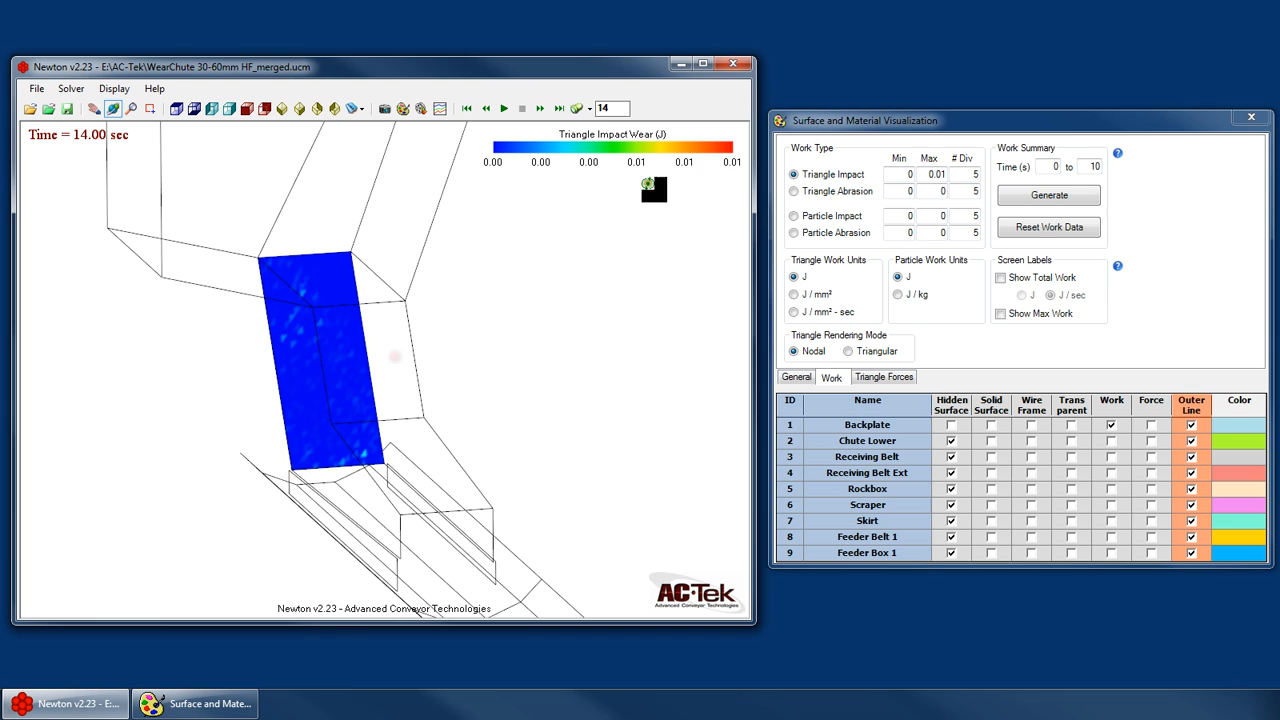 Newton v2.23 - E:\AC-Tek\WearChute 30-60mm HF_merged.ucm
File Solver Display Help
14
Time = 14.00 sec
Triangle Impact Wear (J)
0.00 0.00 0.00 0.01 0.01 0.01
Newton v2.23 - Advanced Conveyor Technologies
AC-Tek
Advanced Conveyor Technologies
Surface and Material Visualization
Work Type
Min Max # Div
Triangle Impact 0 0.01 5
Triangle Abrasion 0 0 5
Particle Impact 0 0 5
Particle Abrasion 0 0 5
Work Summary
Time (s) 0 to 10
Generate
Reset Work Data
Triangle Work Units
J
J / mm²
J / mm² - sec
Particle Work Units
J
J / kg
Screen Labels
Show Total Work
J J / sec
Show Max Work
Triangle Rendering Mode
Nodal Triangular
General Work Triangle Forces
ID Name Hidden Surface Solid Surface Wire Frame Trans parent Work Force Outer Line Color
1 Backplate
2 Chute Lower
3 Receiving Belt
4 Receiving Belt Ext
5 Rockbox
6 Scraper
7 Skirt
8 Feeder Belt 1
9 Feeder Box 1
Newton v2.23 - E:...
Surface and Mate...